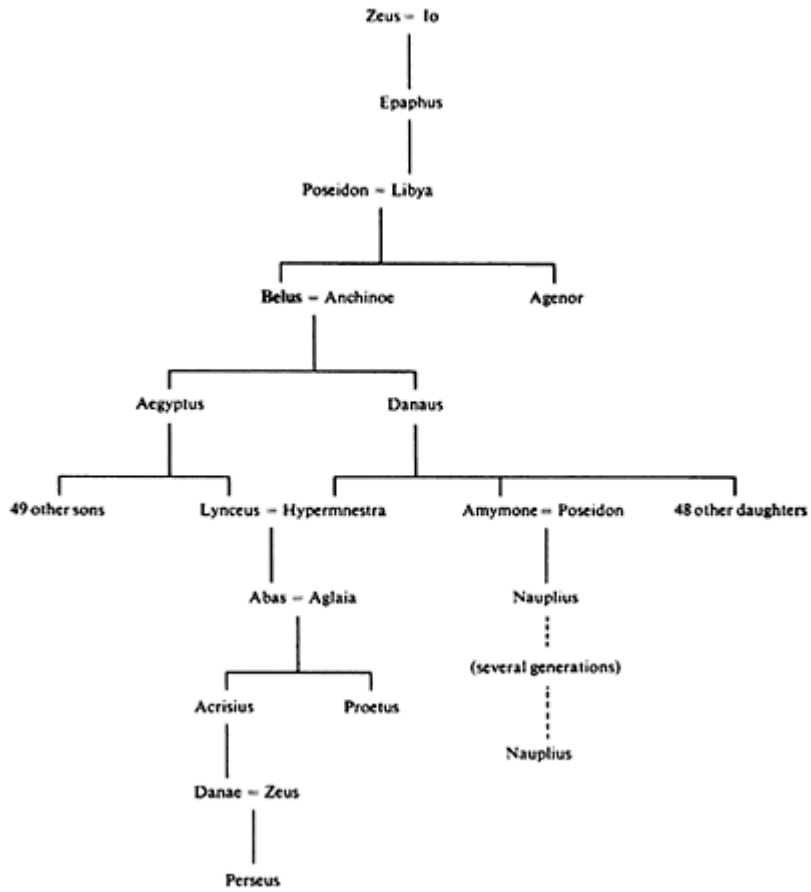 Zeus = Io
Epaphus
Poseidon = Libya
Belus = Anchinoe Agenor
Aegyptus Danaus
49 other sons Lynceus = Hypermnestra Amymone = Poseidon 48 other daughters
Abas = Aglaia Nauplius
(several generations)
Acrisius Proetus
Nauplius
Danae = Zeus
Perseus